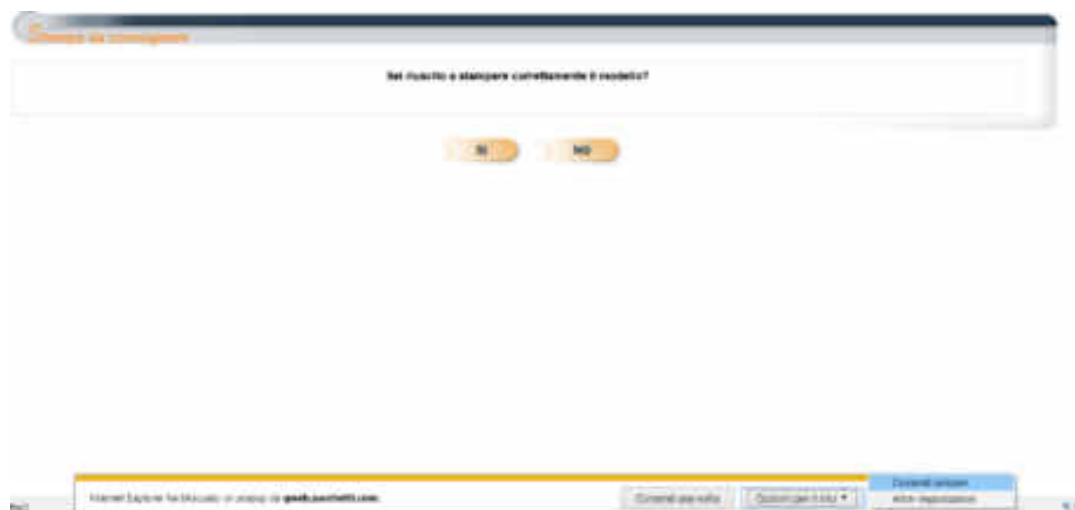 Stampa da consegnare
Sei riuscito a stampare correttamente il modello?
SI NO
Internet Explorer ha bloccato un popup da
Consenti una volta
Opzioni per il sito
Consenti sempre
Altre impostazioni